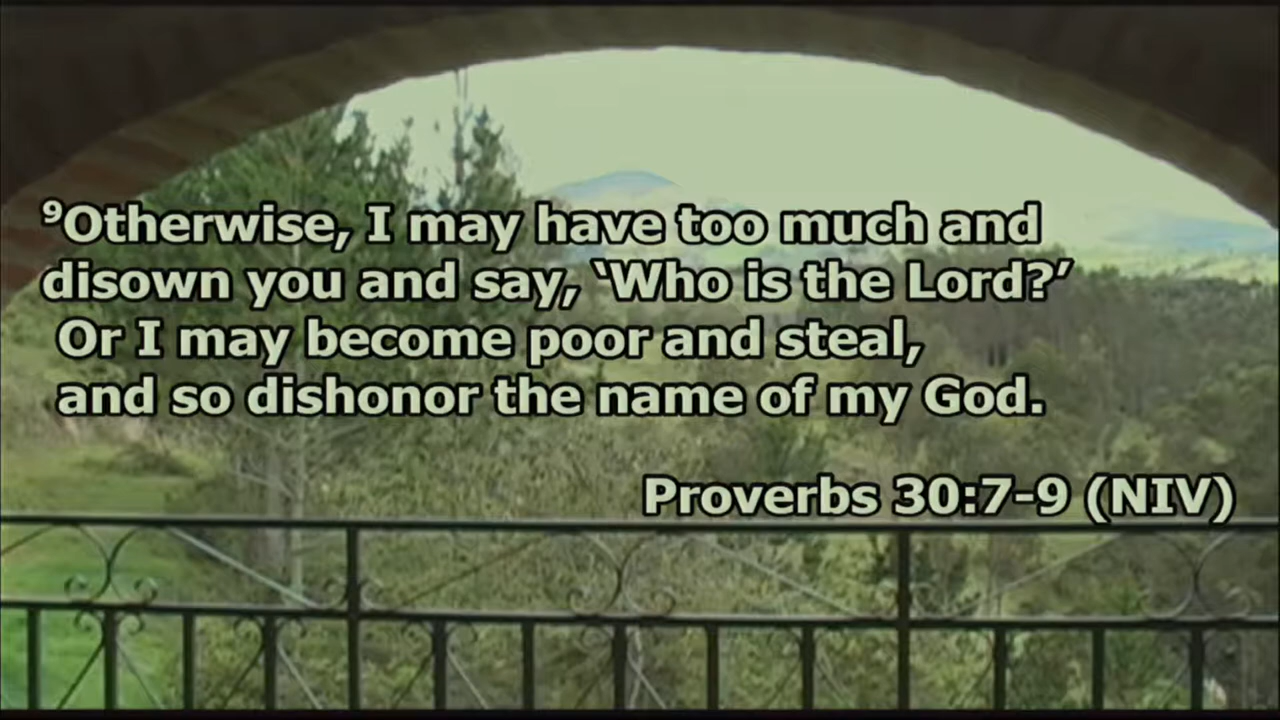 ⁹Otherwise, I may have too much and
disown you and say, ‘Who is the Lord?’
Or I may become poor and steal,
and so dishonor the name of my God.
Proverbs 30:7-9 (NIV)